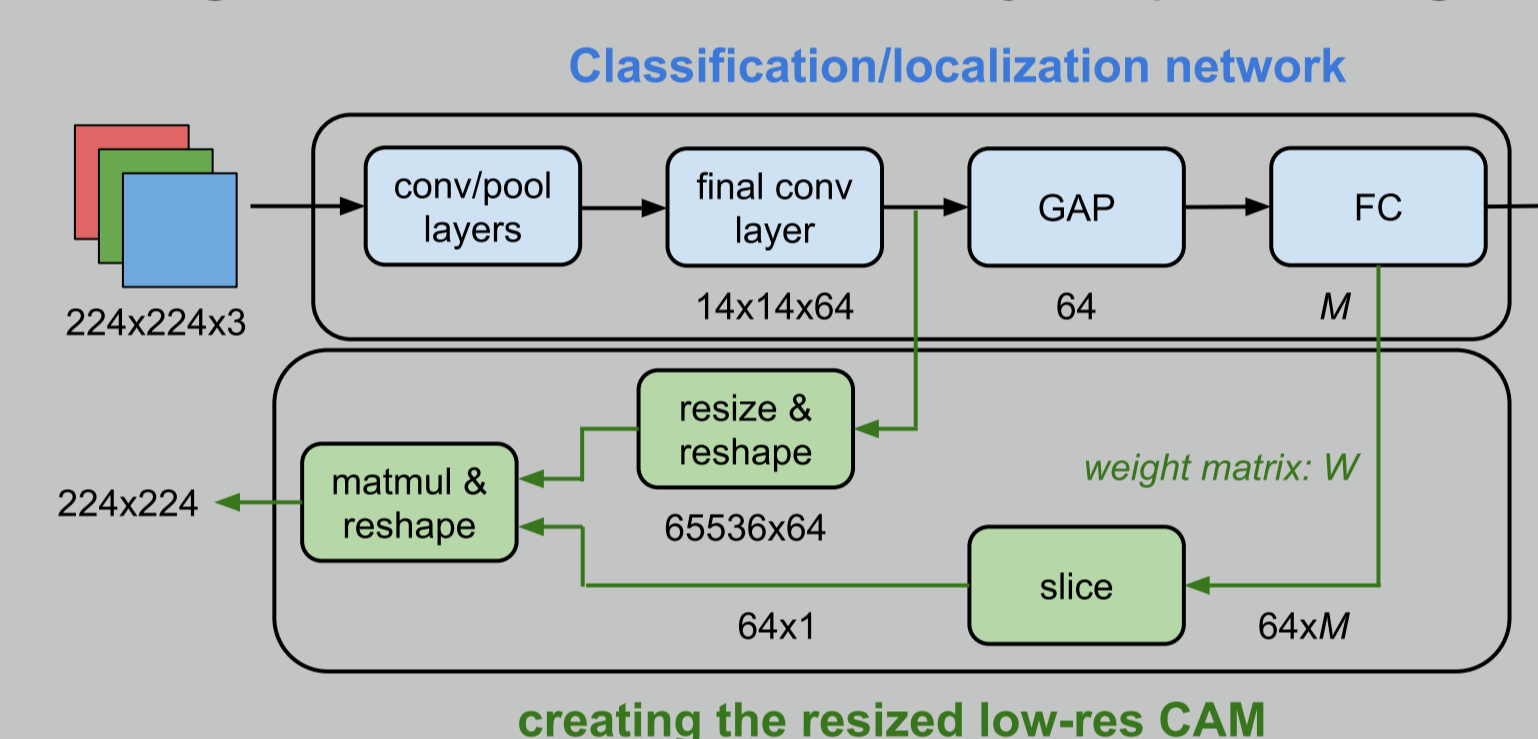 Classification/localization network
conv/pool
layers
final conv
layer
GAP
FC
224x224x3
14x14x64
64
M
resize &
reshape
matmul &
reshape
weight matrix: W
224x224
65536x64
slice
64x1
64xM
creating the resized low-res CAM